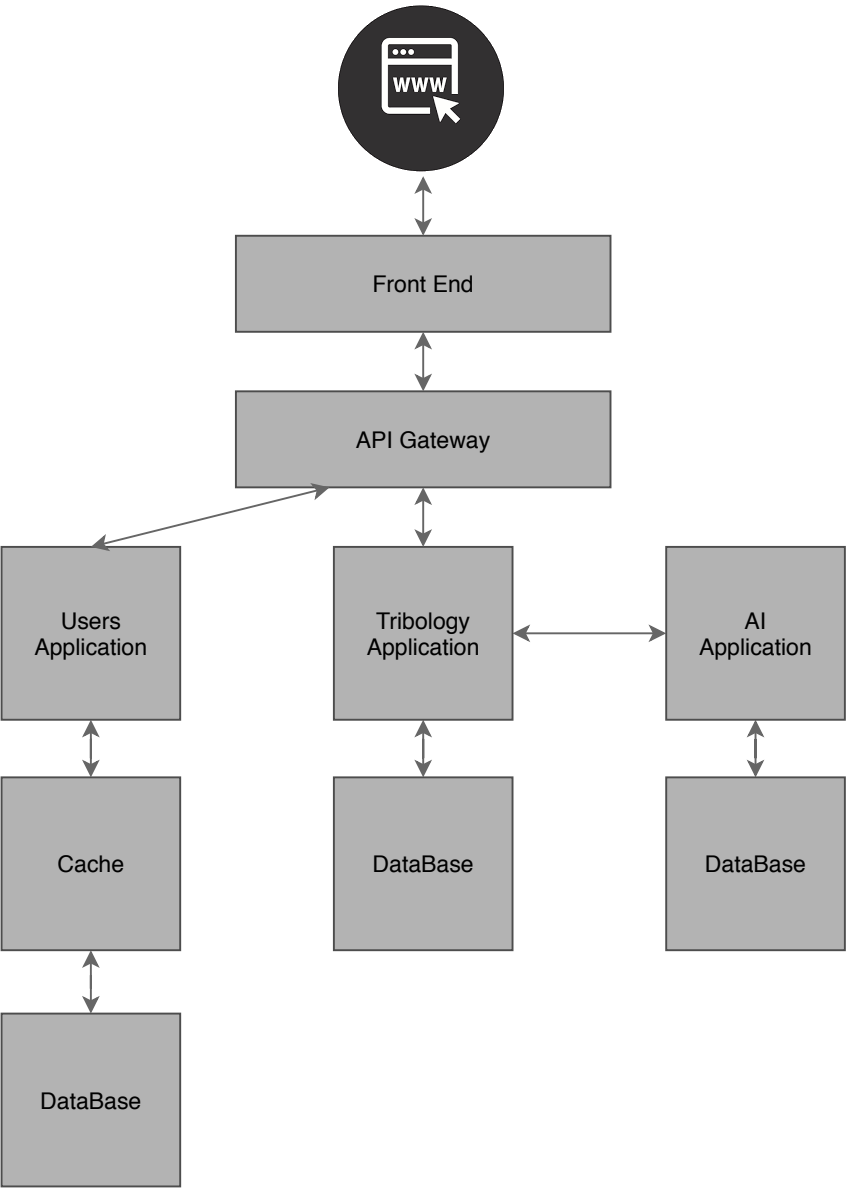 WWW
Front End
API Gateway
Users
Application
Tribology
Application
AI
Application
Cache
DataBase
DataBase
DataBase